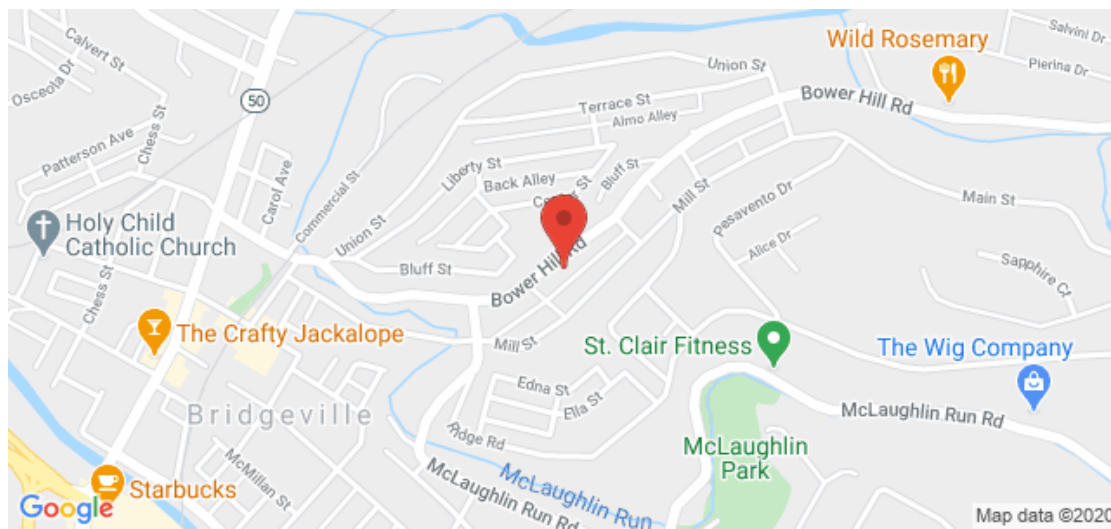 Calvert St
Osceola Dr
Chess St
Patterson Ave
50
Carol Ave
Commercial St
Union St
Wild Rosemary
Salvini Dr
Pierina Dr
Union St
Bower Hill Rd
Terrace St
Almo Alley
Liberty St
Back Alley
Bluff St
Mill St
Main St
Pesavento Dr
Alice Dr
Sapphire Ct
Holy Child
Catholic Church
Bluff St
Bower Hill Rd
Chess St
The Crafty Jackalope
Mill St
St. Clair Fitness
The Wig Company
Bridgeville
Edna St
Ella St
Ridge Rd
McLaughlin Run Rd
McLaughlin
Park
McMillan St
McLaughlin Run Rd
McLaughlin Run
Starbucks
Google
Map data ©2020